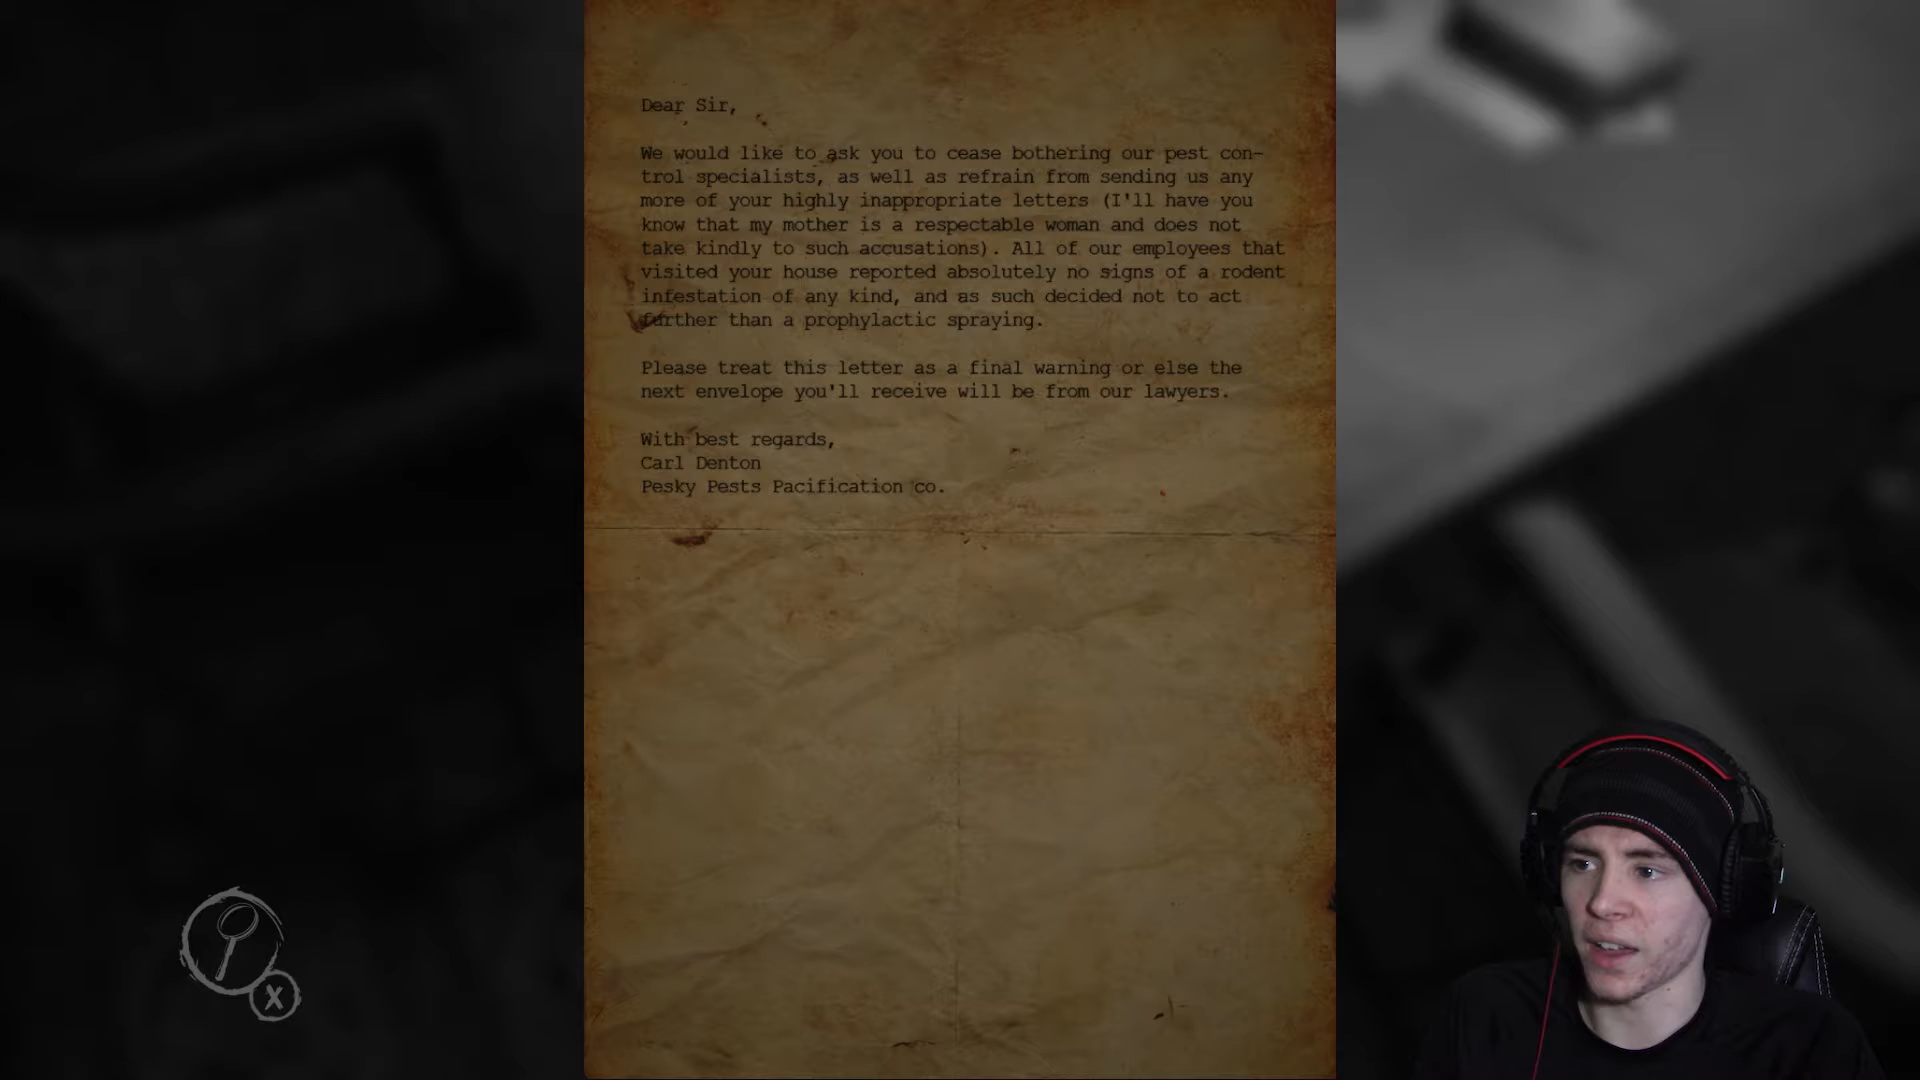 Dear Sir,
We would like to ask you to cease bothering our pest con-
trol specialists, as well as refrain from sending us any
more of your highly inappropriate letters (I'll have you
know that my mother is a respectable woman and does not
take kindly to such accusations). All of our employees that
visited your house reported absolutely no signs of a rodent
infestation of any kind, and as such decided not to act
further than a prophylactic spraying.
Please treat this letter as a final warning or else the
next envelope you'll receive will be from our lawyers.
With best regards,
Carl Denton
Pesky Pests Pacification co.
X